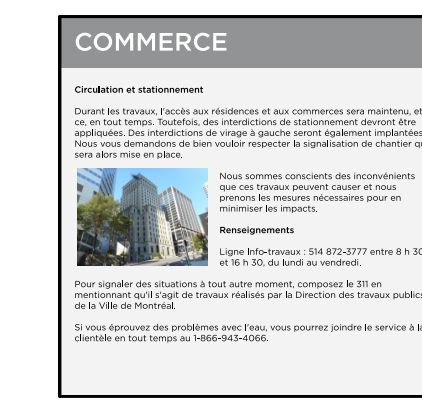 COMMERCE
Circulation et stationnement
Durant les travaux, l'accès aux résidences et aux commerces sera maintenu, et
ce, en tout temps. Toutefois, des interdictions de stationnement devront être
appliquées. Des interdictions de virage à gauche seront également implantées.
Nous vous demandons de bien vouloir respecter la signalisation de chantier
sera alors mise en place.
Nous sommes conscients des inconvénients
que ces travaux peuvent causer et nous
prenons les mesures nécessaires pour en
minimiser les impacts.
Renseignements
Ligne Info-travaux : 514 872-3777 entre 8 h 30
et 16 h 30, du lundi au vendredi.
Pour signaler des situations à tout autre moment, composez le 311 en
mentionnant qu'il s'agit de travaux réalisés par la Direction des travaux publics
de la Ville de Montréal.
Si vous éprouvez des problèmes avec l'eau, vous pourrez joindre le service à la
clientèle en tout temps au 1-866-943-4066.